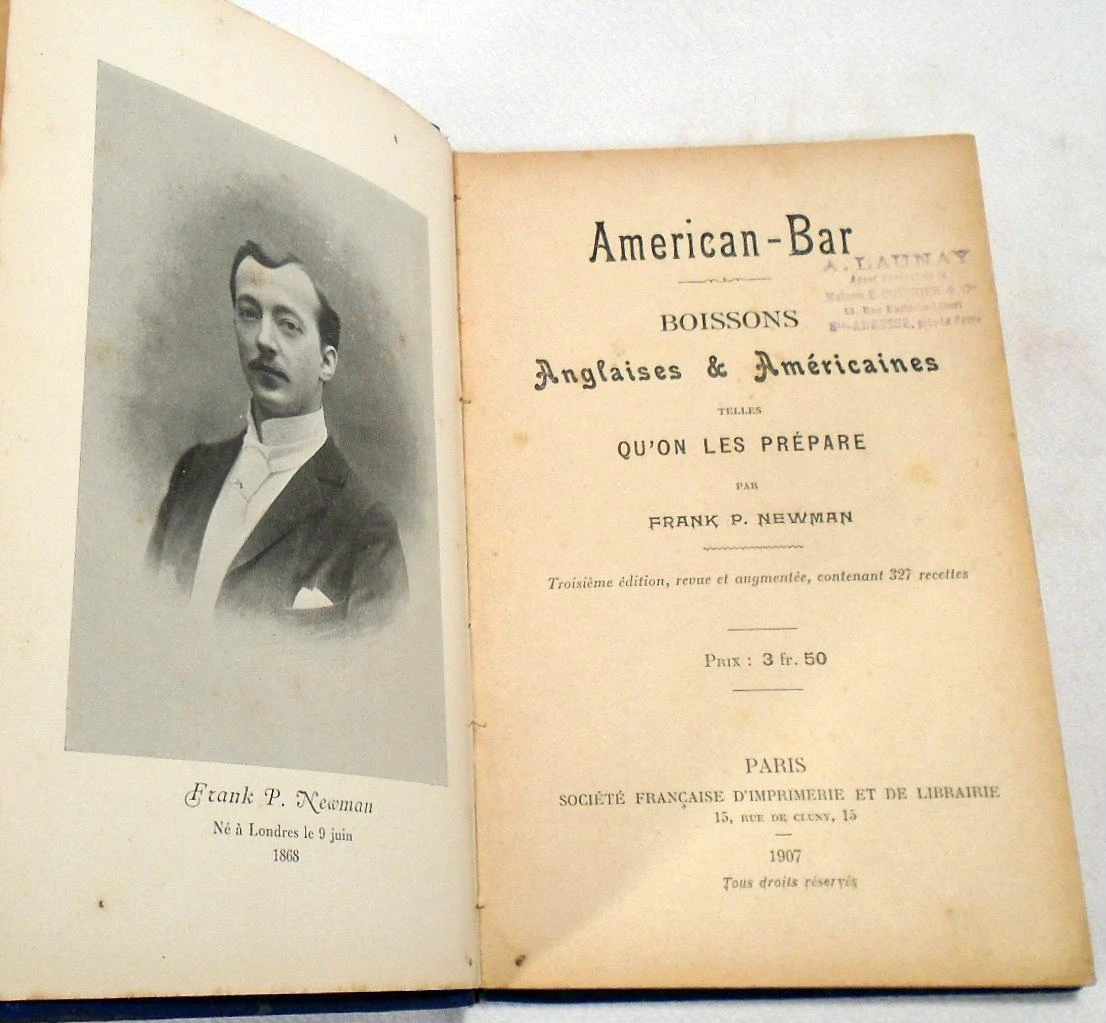 Frank P. Newman
Né à Londres le 9 juin
1868
American-Bar
A. LAUNAY
BOISSONS
Anglaises & Américaines
TELLES
QU'ON LES PRÉPARE
PAR
FRANK P. NEWMAN
Troisième édition, revue et augmentée, contenant 327 recettes
PRIX : 3 fr. 50
PARIS
SOCIÉTÉ FRANÇAISE D'IMPRIMERIE ET DE LIBRAIRIE
15, RUE DE CLUNY, 15
1907
Tous droits réservés